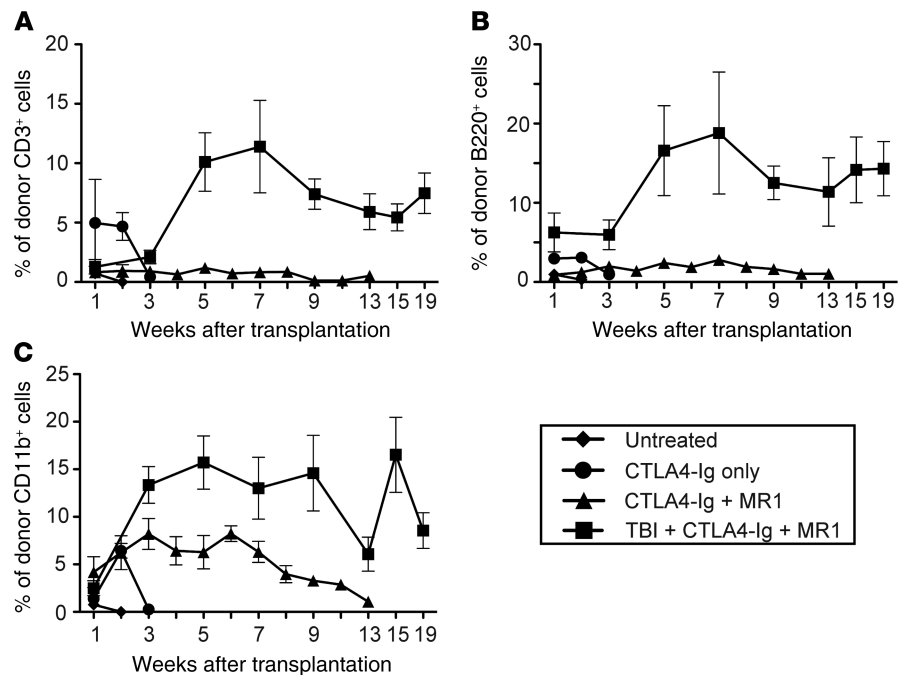 A
20
15
10
5
0
% of donor CD3⁺ cells
1 3 5 7 9 13 15 19
Weeks after transplantation
B
30
20
10
0
% of donor B220⁺ cells
1 3 5 7 9 13 15 19
Weeks after transplantation
C
25
20
15
10
5
0
% of donor CD11b⁺ cells
1 3 5 7 9 13 15 19
Weeks after transplantation
Untreated
CTLA4-Ig only
CTLA4-Ig + MR1
TBI + CTLA4-Ig + MR1